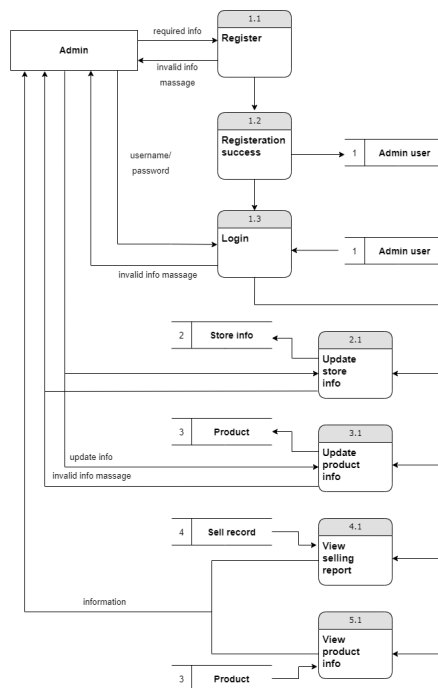 1.1
required info
Register
Admin
invalid info
massage
1.2
Registeration
success
1 Admin user
username/
password
1.3
Login
1 Admin user
invalid info massage
2 Store info
2.1
Update
store
info
3 Product
3.1
Update
product
info
update info
invalid info massage
4 Sell record
4.1
View
selling
report
information
5.1
View
product
info
3 Product